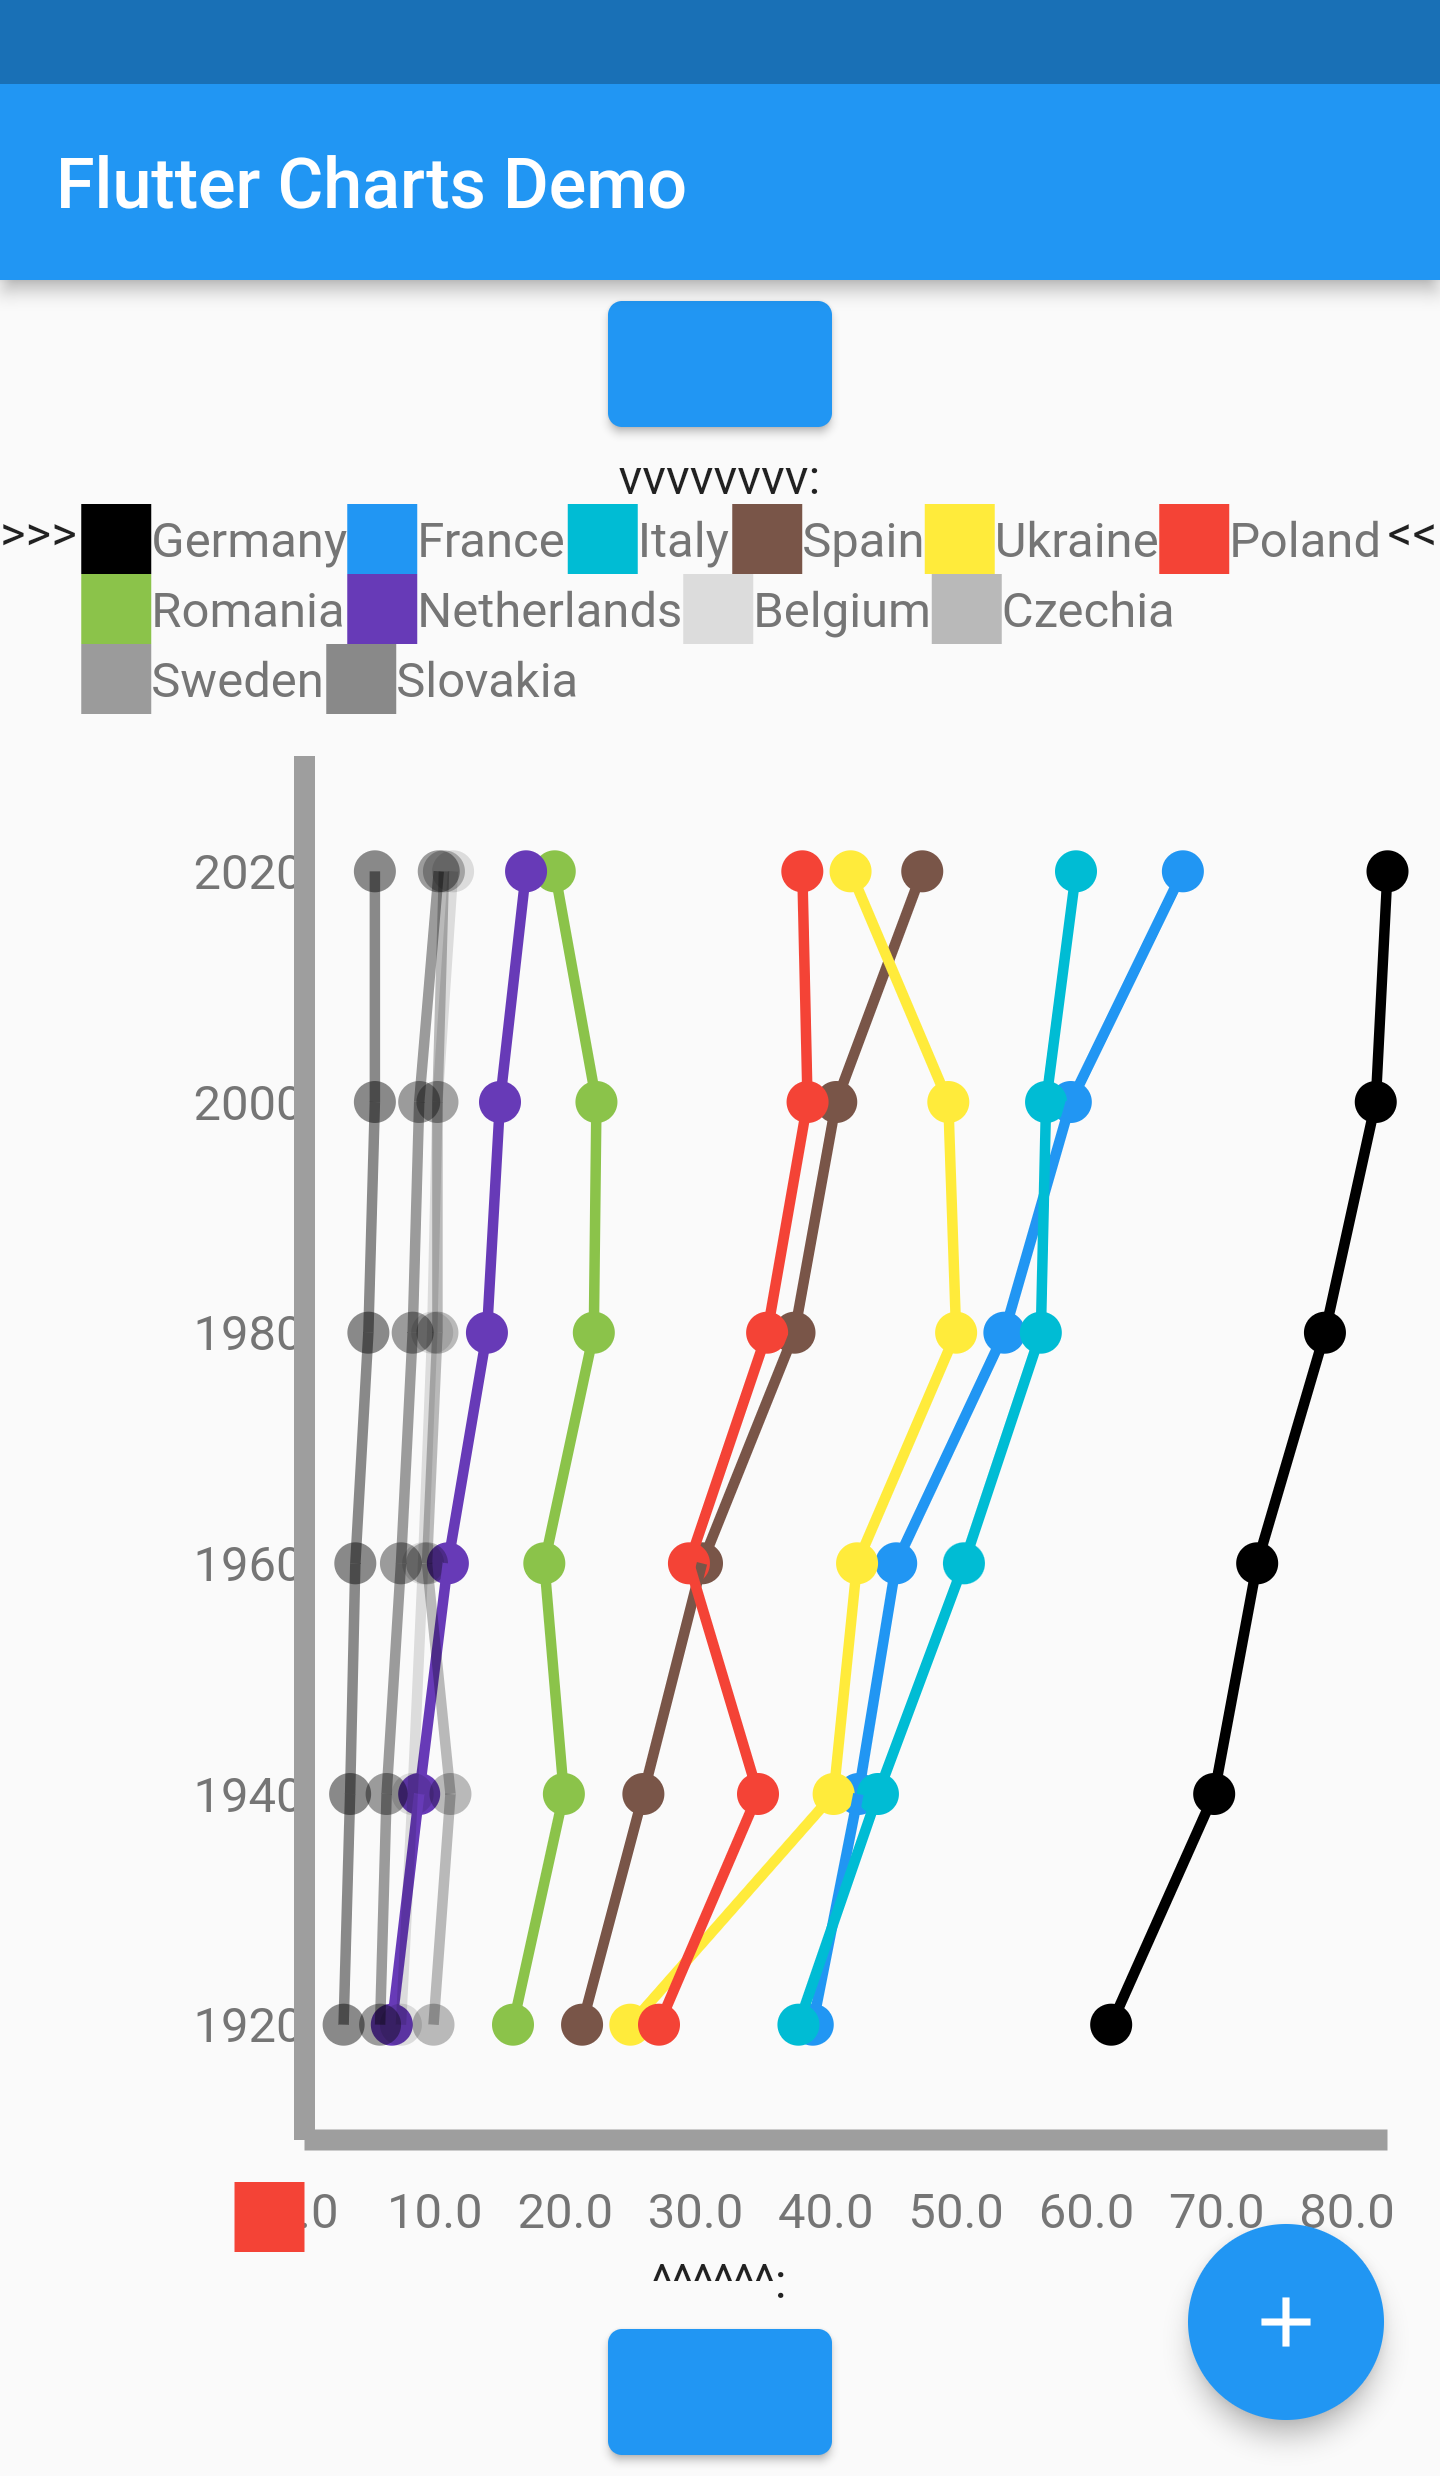 Flutter Charts Demo
vvvvvvvv:
>>> Germany France Italy Spain Ukraine Poland <<
Romania Netherlands Belgium Czechia
Sweden Slovakia
2020
2000
1980
1960
1940
1920
.0 10.0 20.0 30.0 40.0 50.0 60.0 70.0 80.0
^^^^^^:
+